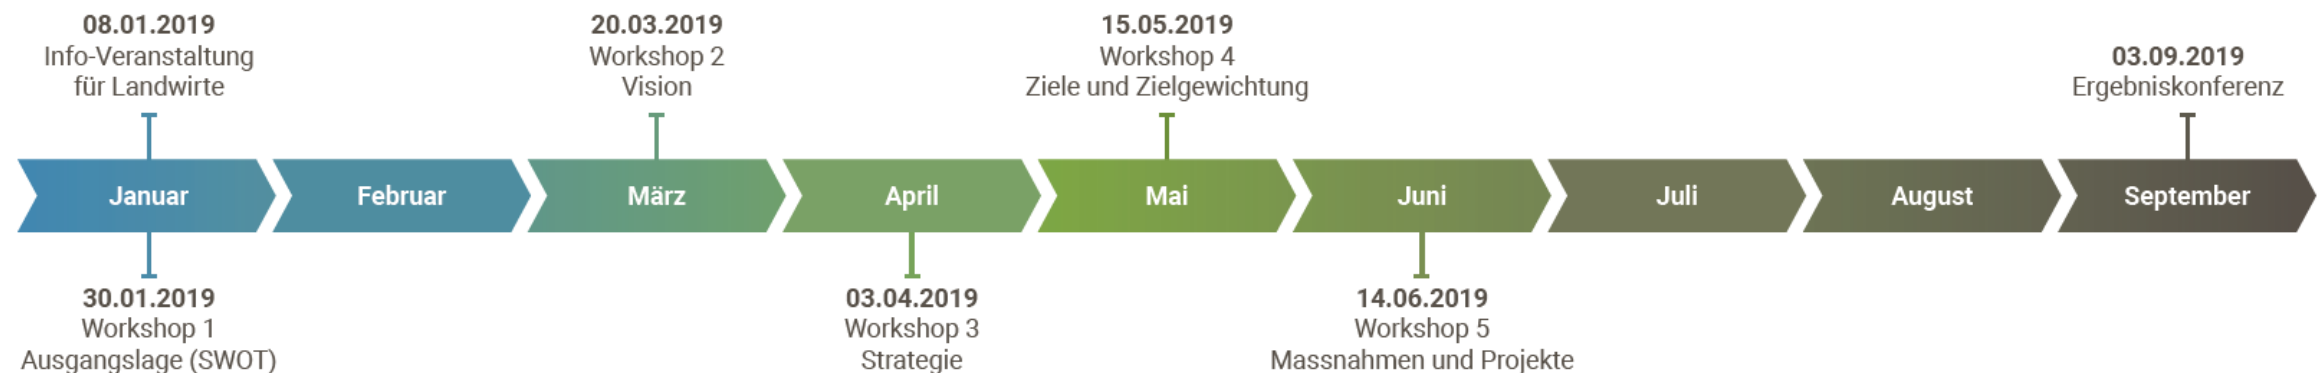 08.01.2019
Info-Veranstaltung
für Landwirte
20.03.2019
Workshop 2
Vision
15.05.2019
Workshop 4
Ziele und Zielgewichtung
03.09.2019
Ergebniskonferenz
Januar
Februar
März
April
Mai
Juni
Juli
August
September
30.01.2019
Workshop 1
Ausgangslage (SWOT)
03.04.2019
Workshop 3
Strategie
14.06.2019
Workshop 5
Massnahmen und Projekte